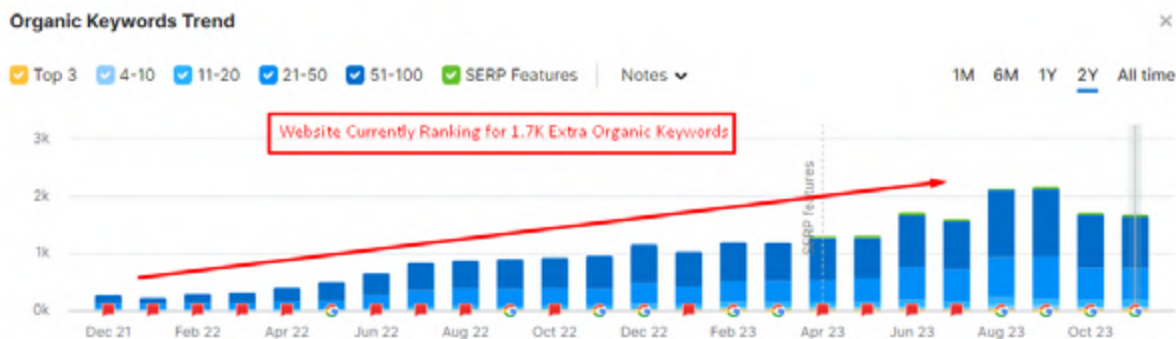 Organic Keywords Trend
Top 3 4-10 11-20 21-50 51-100 SERP Features Notes 1M 6M 1Y 2Y All time
Website Currently Ranking for 1.7K Extra Organic Keywords
3k
2k
1k
0k
SERP features
Dec 21 Feb 22 Apr 22 Jun 22 Aug 22 Oct 22 Dec 22 Feb 23 Apr 23 Jun 23 Aug 23 Oct 23